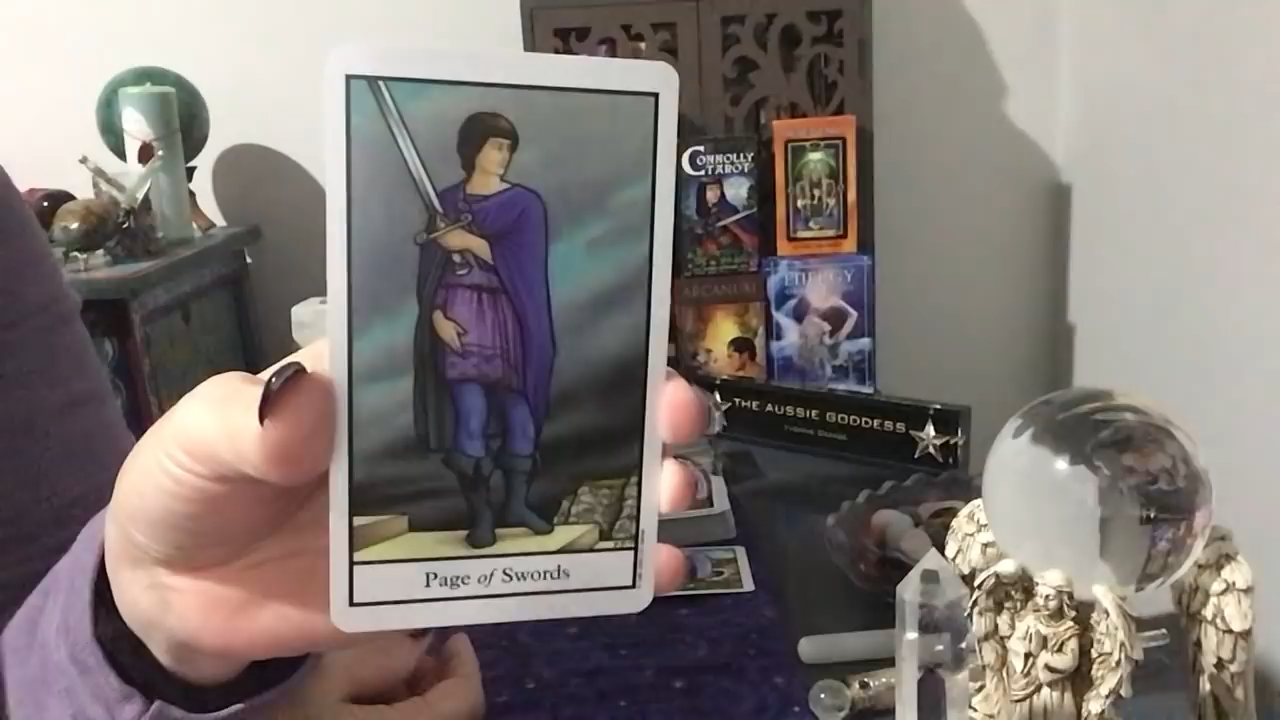 CONNOLLY
TAROT
ARCANUM
ENERGY
THE AUSSIE GODDESS
Page of Swords